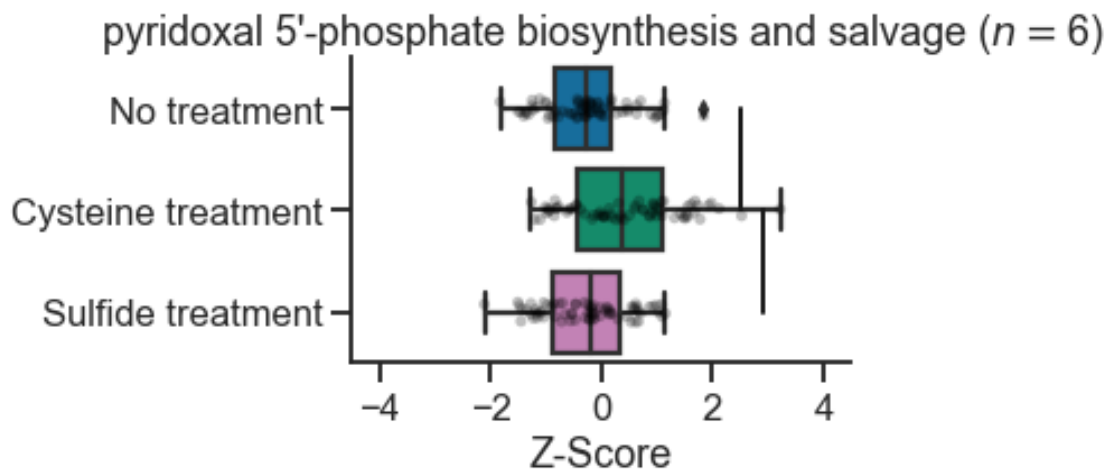 pyridoxal 5'-phosphate biosynthesis and salvage (n = 6)
No treatment
Cysteine treatment
Sulfide treatment
−4 −2 0 2 4
Z-Score